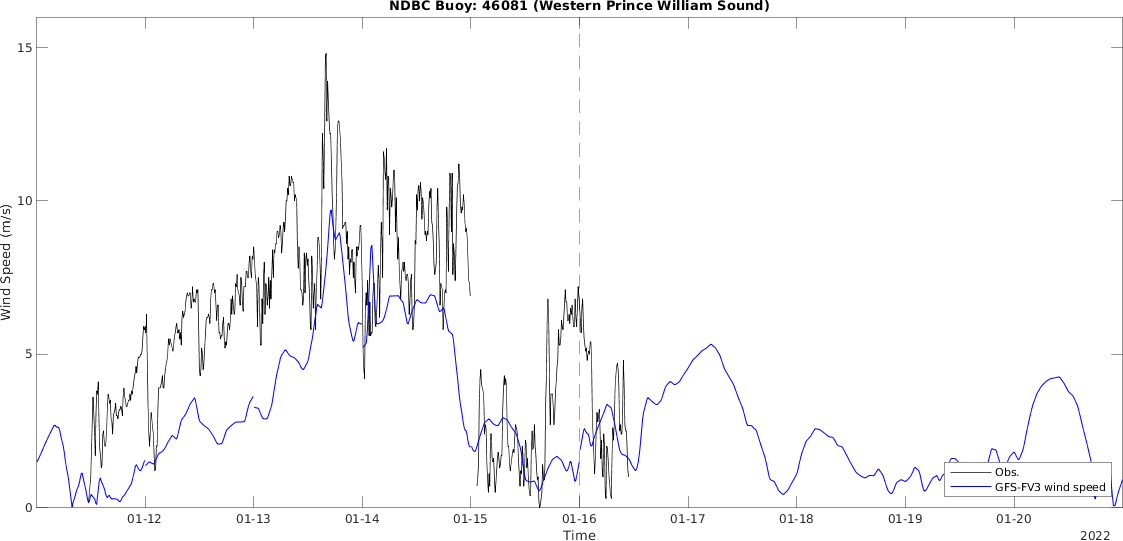 NDBC Buoy: 46081 (Western Prince William Sound)
15
10
5
0
Wind Speed (m/s)
01-12 01-13 01-14 01-15 01-16 01-17 01-18 01-19 01-20
Time
2022
Obs.
GFS-FV3 wind speed